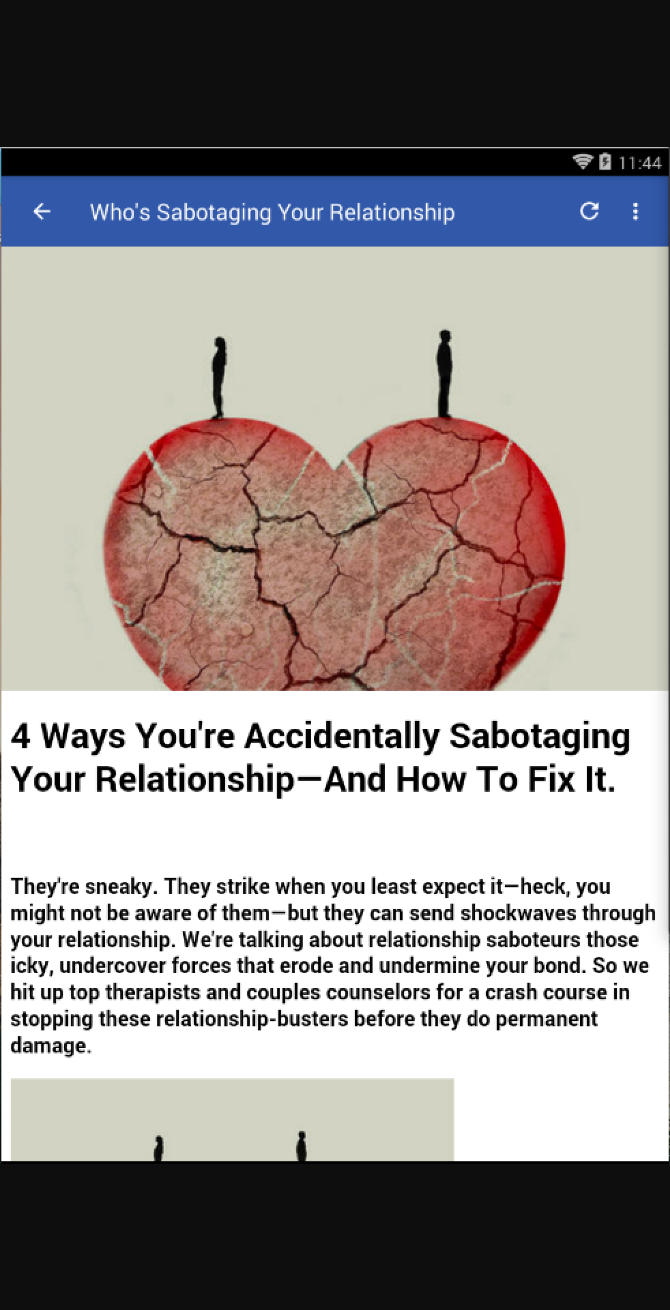 11:44
Who's Sabotaging Your Relationship
4 Ways You're Accidentally Sabotaging
Your Relationship—And How To Fix It.
They're sneaky. They strike when you least expect it—heck, you
might not be aware of them—but they can send shockwaves through
your relationship. We're talking about relationship saboteurs those
icky, undercover forces that erode and undermine your bond. So we
hit up top therapists and couples counselors for a crash course in
stopping these relationship-busters before they do permanent
damage.